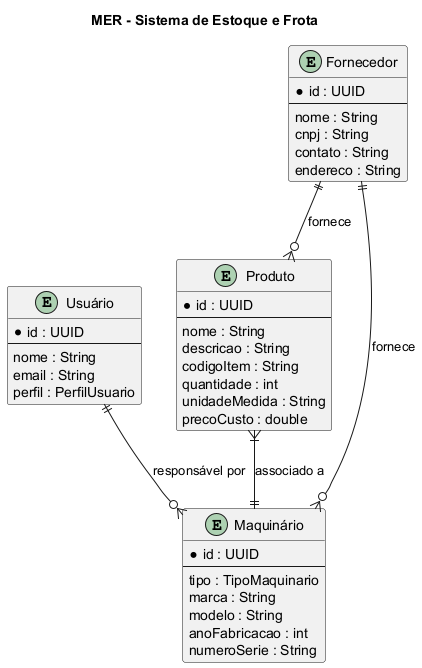 MER - Sistema de Estoque e Frota
E Fornecedor
id : UUID
nome : String
cnpj : String
contato : String
endereco : String
fornece
E Produto
id : UUID
nome : String
descricao : String
codigoItem : String
quantidade : int
unidadeMedida : String
precoCusto : double
E Usuário
id : UUID
nome : String
email : String
perfil : PerfilUsuario
fornece
responsável por
associado a
E Maquinário
id : UUID
tipo : TipoMaquinario
marca : String
modelo : String
anoFabricacao : int
numeroSerie : String